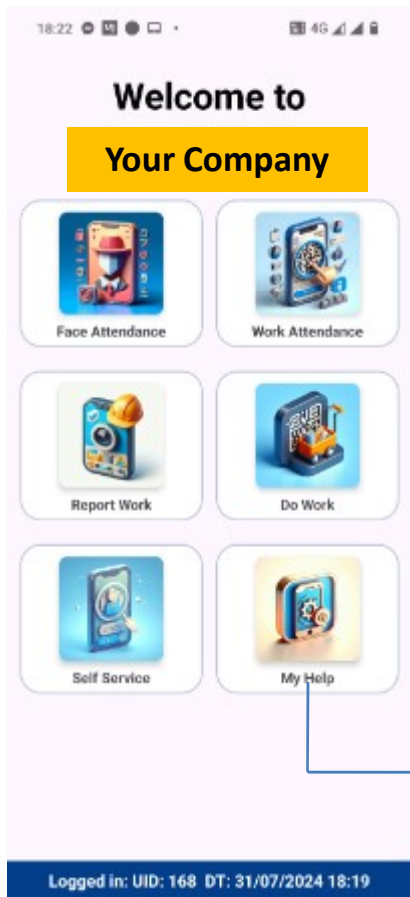 18:22 4G
Welcome to
Your Company
Face Attendance
Work Attendance
Report Work
Do Work
Self Service
My Help
Logged in: UID: 168 DT: 31/07/2024 18:19